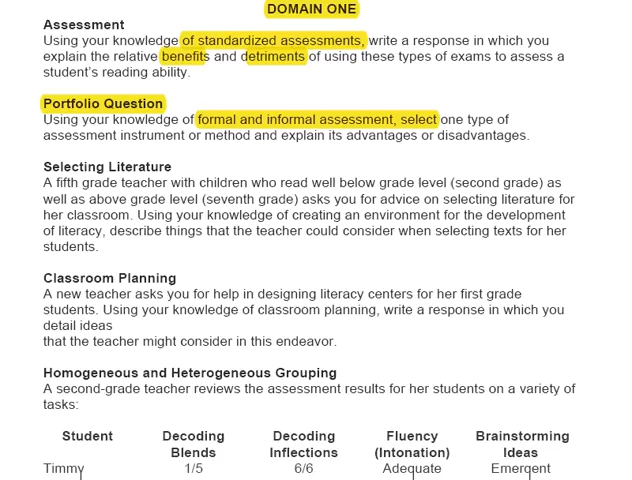 DOMAIN ONE
Assessment
Using your knowledge of standardized assessments, write a response in which you
explain the relative benefits and detriments of using these types of exams to assess a
student's reading ability.
Portfolio Question
Using your knowledge of formal and informal assessment, select one type of
assessment instrument or method and explain its advantages or disadvantages.
Selecting Literature
A fifth grade teacher with children who read well below grade level (second grade) as
well as above grade level (seventh grade) asks you for advice on selecting literature for
her classroom. Using your knowledge of creating an environment for the development
of literacy, describe things that the teacher could consider when selecting texts for her
students.
Classroom Planning
A new teacher asks you for help in designing literacy centers for her first grade
students. Using your knowledge of classroom planning, write a response in which you
detail ideas
that the teacher might consider in this endeavor.
Homogeneous and Heterogeneous Grouping
A second-grade teacher reviews the assessment results for her students on a variety of
tasks:
Student Decoding Decoding Fluency Brainstorming
Blends Inflections (Intonation) Ideas
Timmy 1/5 6/6 Adequate Emergent